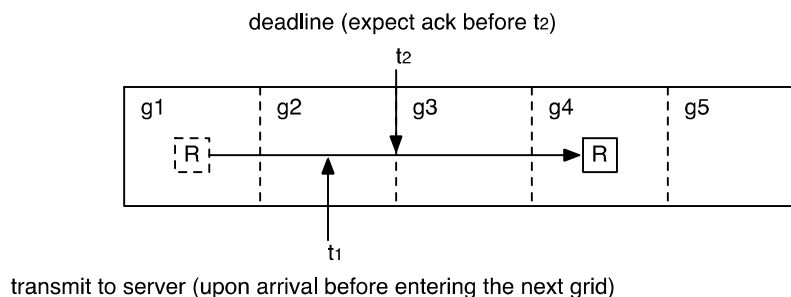 deadline (expect ack before t2)
t2
g1 g2 g3 g4 g5
R R
t1
transmit to server (upon arrival before entering the next grid)